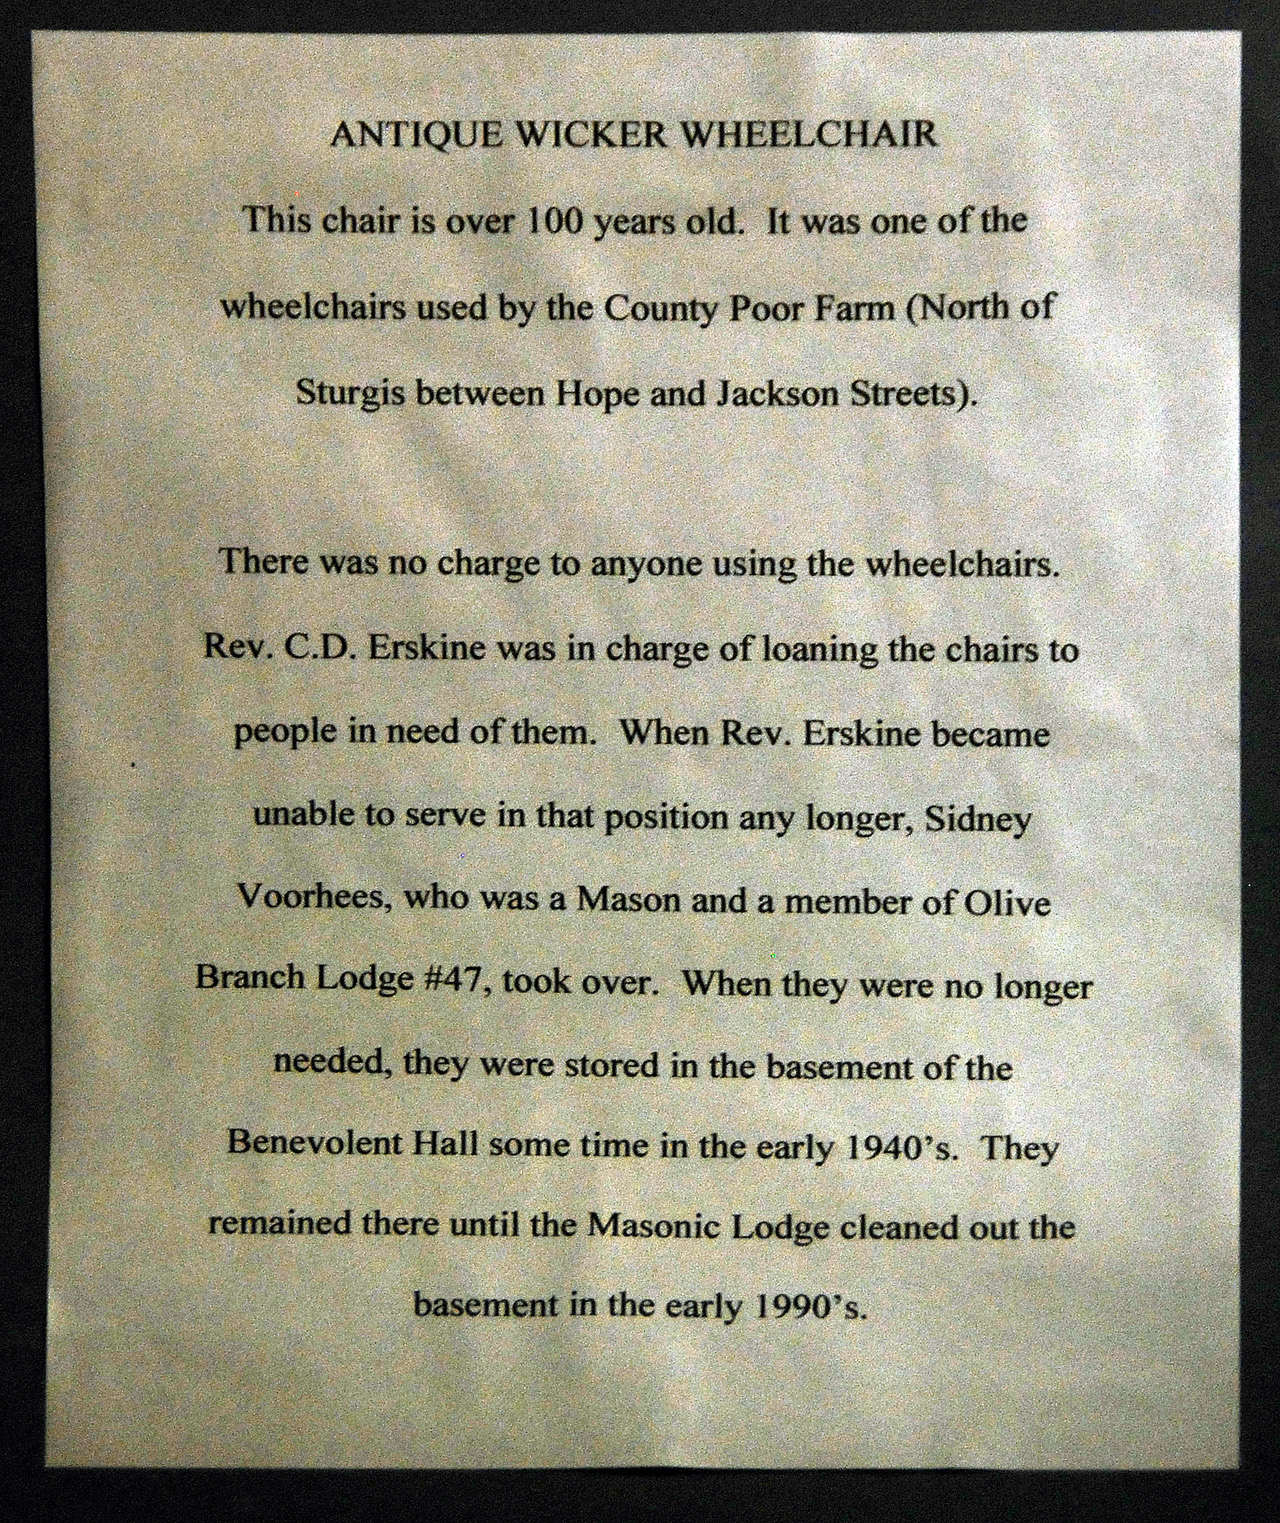 ANTIQUE WICKER WHEELCHAIR
This chair is over 100 years old.  It was one of the
wheelchairs used by the County Poor Farm (North of
Sturgis between Hope and Jackson Streets).
There was no charge to anyone using the wheelchairs.
Rev. C.D. Erskine was in charge of loaning the chairs to
people in need of them.  When Rev. Erskine became
unable to serve in that position any longer, Sidney
Voorhees, who was a Mason and a member of Olive
Branch Lodge #47, took over.  When they were no longer
needed, they were stored in the basement of the
Benevolent Hall some time in the early 1940’s.  They
remained there until the Masonic Lodge cleaned out the
basement in the early 1990’s.